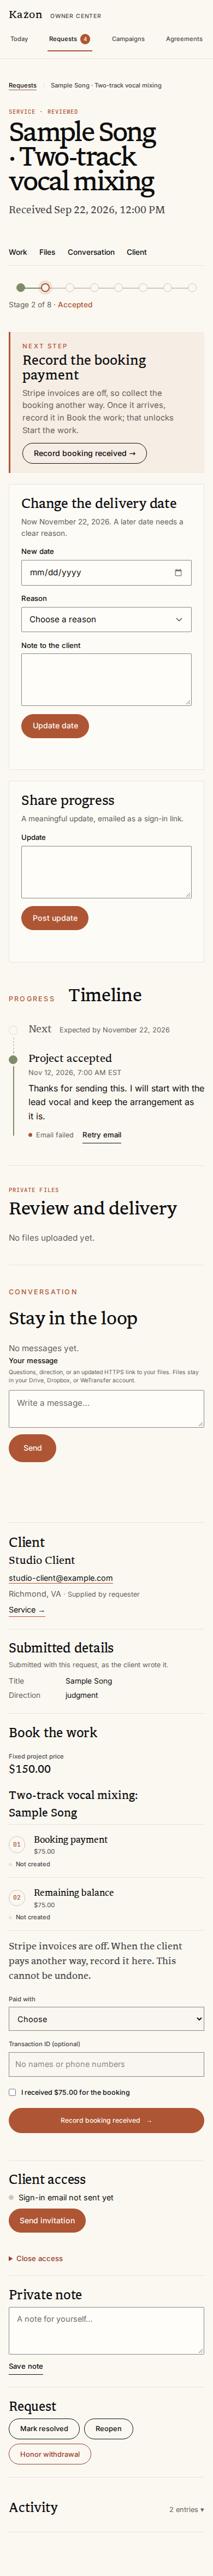 Kazon OWNER CENTER
Today Requests 4 Campaigns Agreements
Requests Sample Song · Two-track vocal mixing
SERVICE · REVIEWED
Sample Song
· Two-track
vocal mixing
Received Sep 22, 2026, 12:00 PM
Work Files Conversation Client
Stage 2 of 8 · Accepted
NEXT STEP
Record the booking
payment
Stripe invoices are off, so collect the
booking another way. Once it arrives,
record it in Book the work; that unlocks
Start the work.
Record booking received →
Change the delivery date
Now November 22, 2026. A later date needs a
clear reason.
New date
mm/dd/yyyy
Reason
Choose a reason
Note to the client
Update date
Share progress
A meaningful update, emailed as a sign-in link.
Update
Post update
PROGRESS Timeline
Next Expected by November 22, 2026
Project accepted
Nov 12, 2026, 7:00 AM EST
Thanks for sending this. I will start with the
lead vocal and keep the arrangement as
it is.
Email failed Retry email
PRIVATE FILES
Review and delivery
No files uploaded yet.
CONVERSATION
Stay in the loop
No messages yet.
Your message
Questions, direction, or an updated HTTPS link to your files. Files stay
in your Drive, Dropbox, or WeTransfer account.
Write a message...
Send
Client
Studio Client
studio-client@example.com
Richmond, VA · Supplied by requester
Service →
Submitted details
Submitted with this request, as the client wrote it.
Title Sample Song
Direction judgment
Book the work
Fixed project price
$150.00
Two-track vocal mixing:
Sample Song
01 Booking payment
$75.00
Not created
02 Remaining balance
$75.00
Not created
Stripe invoices are off. When the client
pays another way, record it here. This
cannot be undone.
Paid with
Choose
Transaction ID (optional)
No names or phone numbers
I received $75.00 for the booking
Record booking received →
Client access
Sign-in email not sent yet
Send invitation
▶ Close access
Private note
A note for yourself...
Save note
Request
Mark resolved Reopen
Honor withdrawal
Activity 2 entries ▾